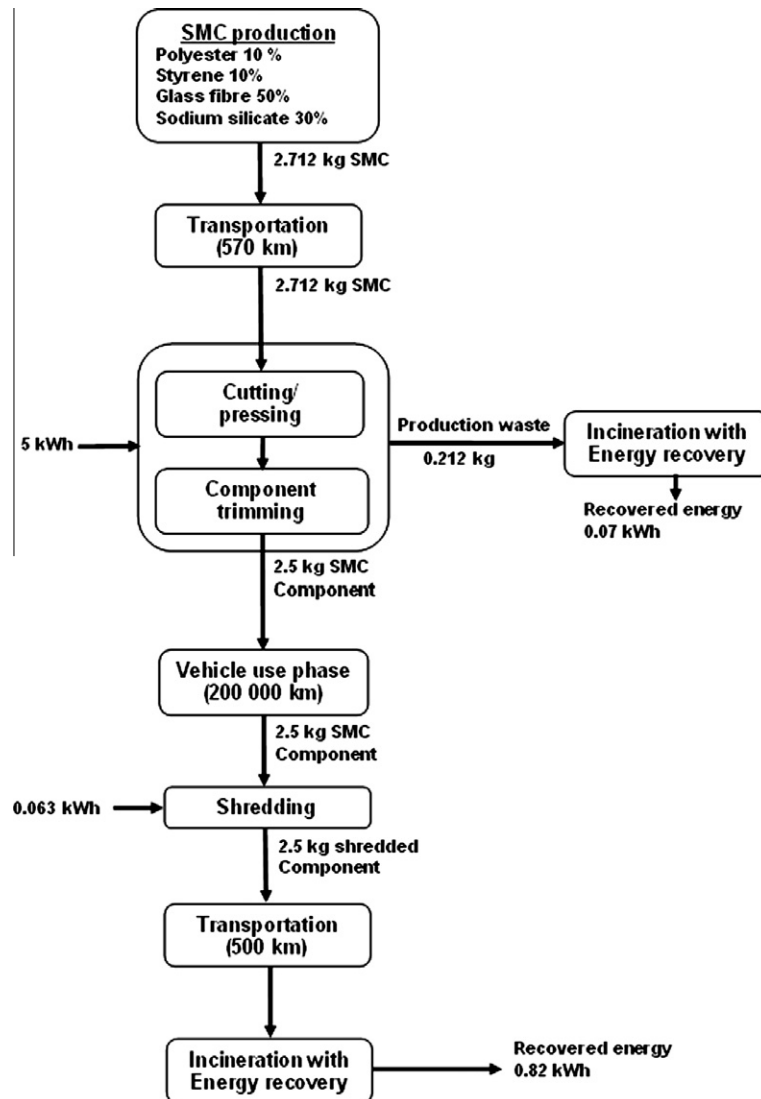 SMC production
Polyester 10 %
Styrene 10%
Glass fibre 50%
Sodium silicate 30%
2.712 kg SMC
Transportation
(570 km)
2.712 kg SMC
Cutting/
pressing
5 kWh
Component
trimming
Production waste
0.212 kg
Incineration with
Energy recovery
Recovered energy
0.07 kWh
2.5 kg SMC
Component
Vehicle use phase
(200 000 km)
2.5 kg SMC
Component
0.063 kWh
Shredding
2.5 kg shredded
Component
Transportation
(500 km)
Incineration with
Energy recovery
Recovered energy
0.82 kWh